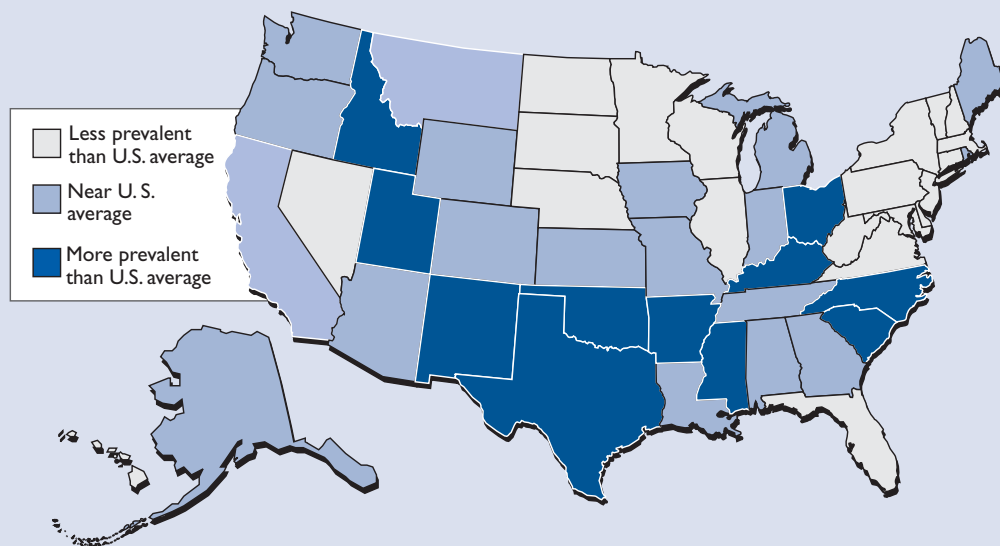 Less prevalent
than U.S. average
Near U. S.
average
More prevalent
than U.S. average